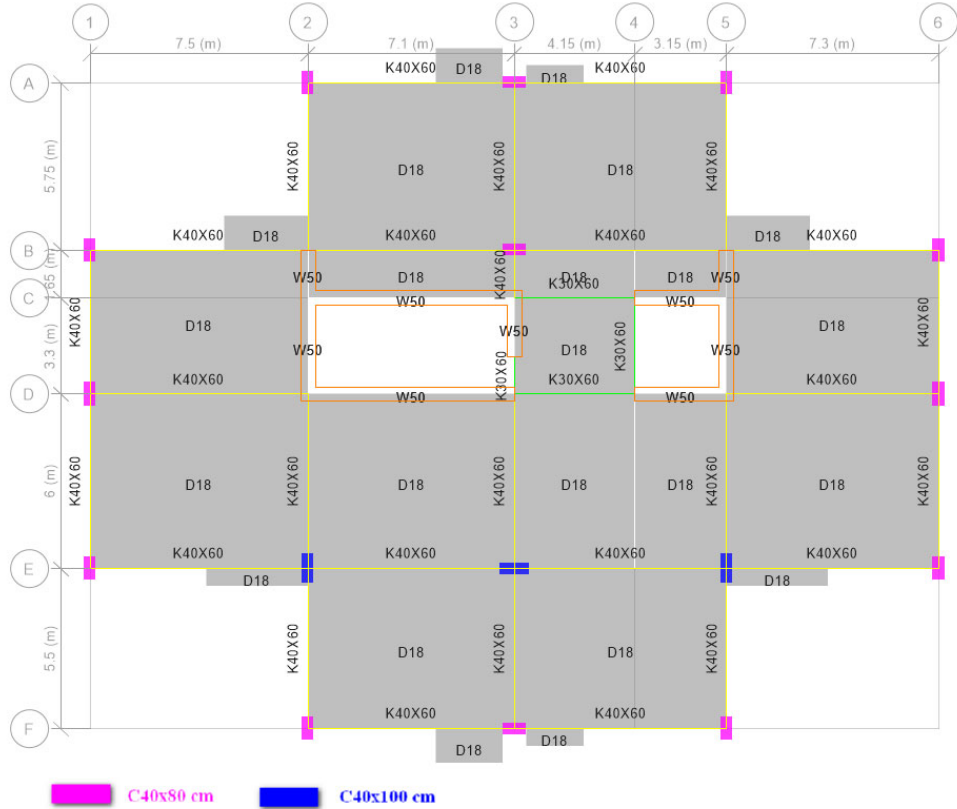 1 2 3 4 5 6
7.5 (m) 7.1 (m) 4.15 (m) 3.15 (m) 7.3 (m)
K40X60 D18 D18 K40X60
A
5.75 (m)
K40X60 D18 K40X60 D18 K40X60
K40X60 D18 K40X60 K40X60 D18 K40X60
B
.65 (m)
W50 D18 K40X60 D18 D18 W50
K30X60
C
W50 W50
K40X60 D18 W50 D18 K40X60
3.3 (m)
W50 K30X60 D18 K30X60 W50
K40X60 K30X60 K40X60
D
W50 W50
6 (m)
K40X60 D18 K40X60 D18 K40X60 D18 D18 K40X60 D18 K40X60
K40X60 K40X60 K40X60 K40X60
E
D18 D18
5.5 (m)
K40X60 D18 K40X60 D18 K40X60
K40X60 K40X60
F
D18 D18
C40x80 cm C40x100 cm